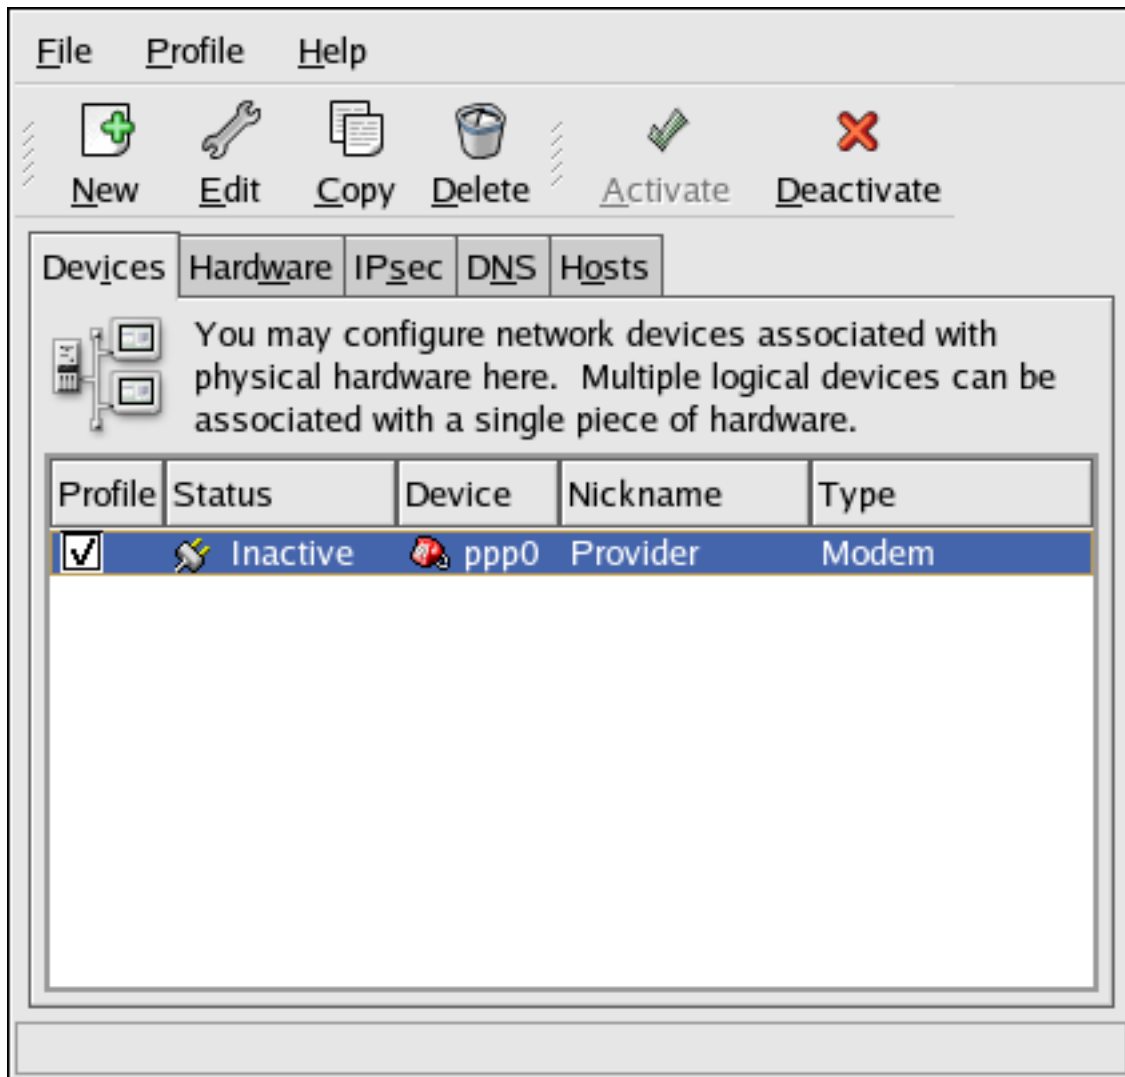 File Profile Help
New Edit Copy Delete Activate Deactivate
Devices Hardware IPsec DNS Hosts
You may configure network devices associated with
physical hardware here. Multiple logical devices can be
associated with a single piece of hardware.
Profile Status Device Nickname Type
Inactive ppp0 Provider Modem